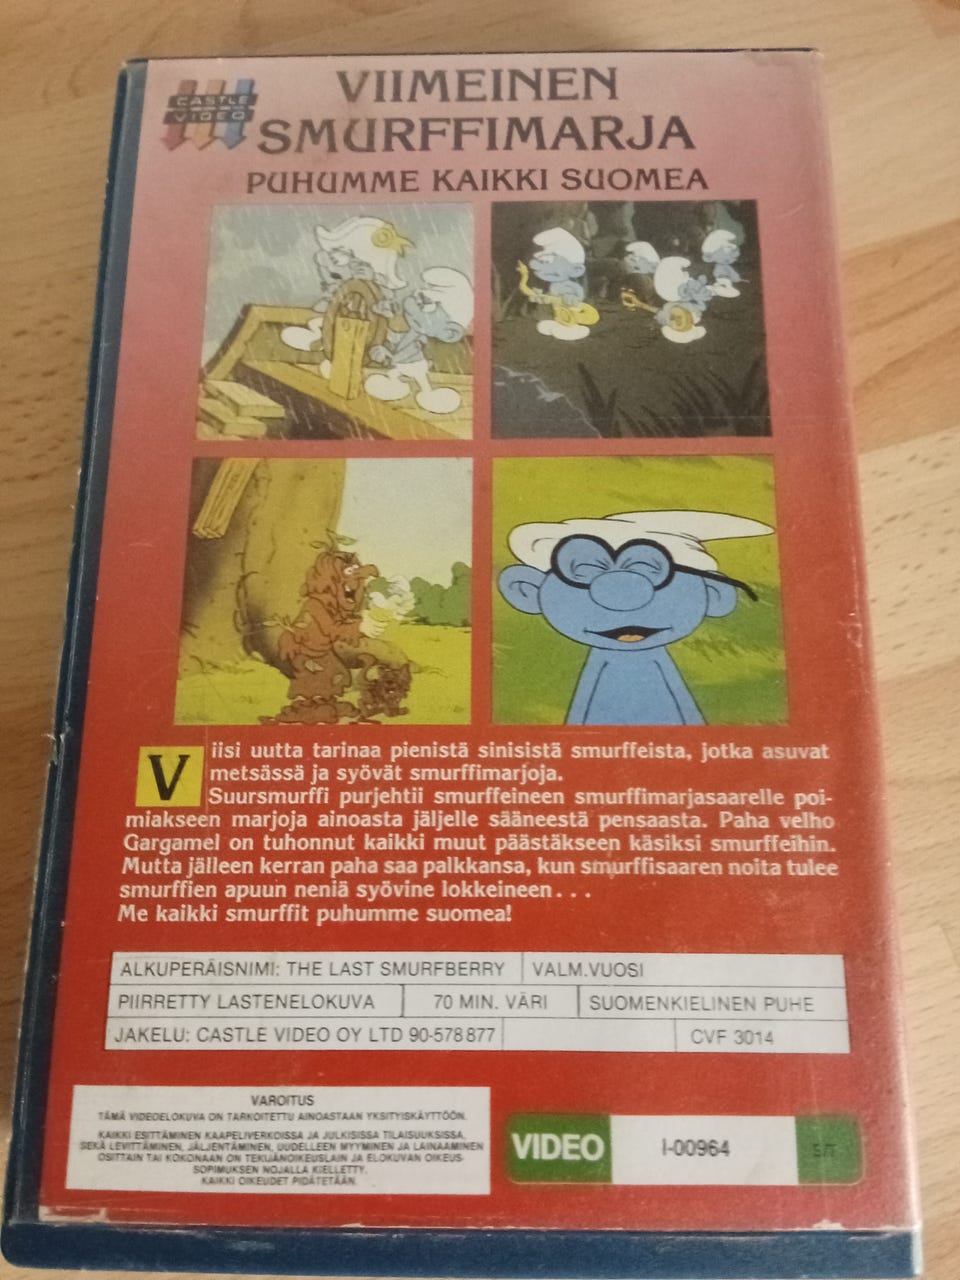 CASTLE
VIDEO
VIIMEINEN
SMURFFIMARJA
PUHUMME KAIKKI SUOMEA
Viisi uutta tarinaa pienistä sinisistä smurffeista, jotka asuvat
metsässä ja syövät smurffimarjoja.
Suursmurffi purjehtii smurffeineen smurffimarjasaarelle poi-
miakseen marjoja ainoasta jäljelle sääneestä pensaasta. Paha velho
Gargamel on tuhonnut kaikki muut päästäkseen käsiksi smurffeihin.
Mutta jälleen kerran paha saa palkkansa, kun smurffisaaren noita tulee
smurffien apuun neniä syövine lokkeineen . . .
Me kaikki smurffit puhumme suomea!
ALKUPERÄISNIMI: THE LAST SMURFBERRY VALM.VUOSI
PIIRRETTY LASTENELOKUVA 70 MIN. VÄRI SUOMENKIELINEN PUHE
JAKELU: CASTLE VIDEO OY LTD 90-578 877 CVF 3014
VAROITUS
TÄMÄ VIDEOELOKUVA ON TARKOITETTU AINOASTAAN YKSITYISKÄYTTÖÖN.
KAIKKI ESITTÄMINEN KAAPELIVERKOISSA JA JULKISISSA TILAISUUKSISSA,
SEKÄ LEVITTÄMINEN, JÄLJENTÄMINEN, UUDELLEEN MYYMINEN JA LAINAAMINEN
OSITTAIN TAI KOKONAAN ON TEKIJÄNOIKEUSLAIN JA ELOKUVAN OIKEUS-
SOPIMUKSEN NOJALLA KIELLETTY.
KAIKKI OIKEUDET PIDÄTETÄÄN.
VIDEO I-00964 S/T